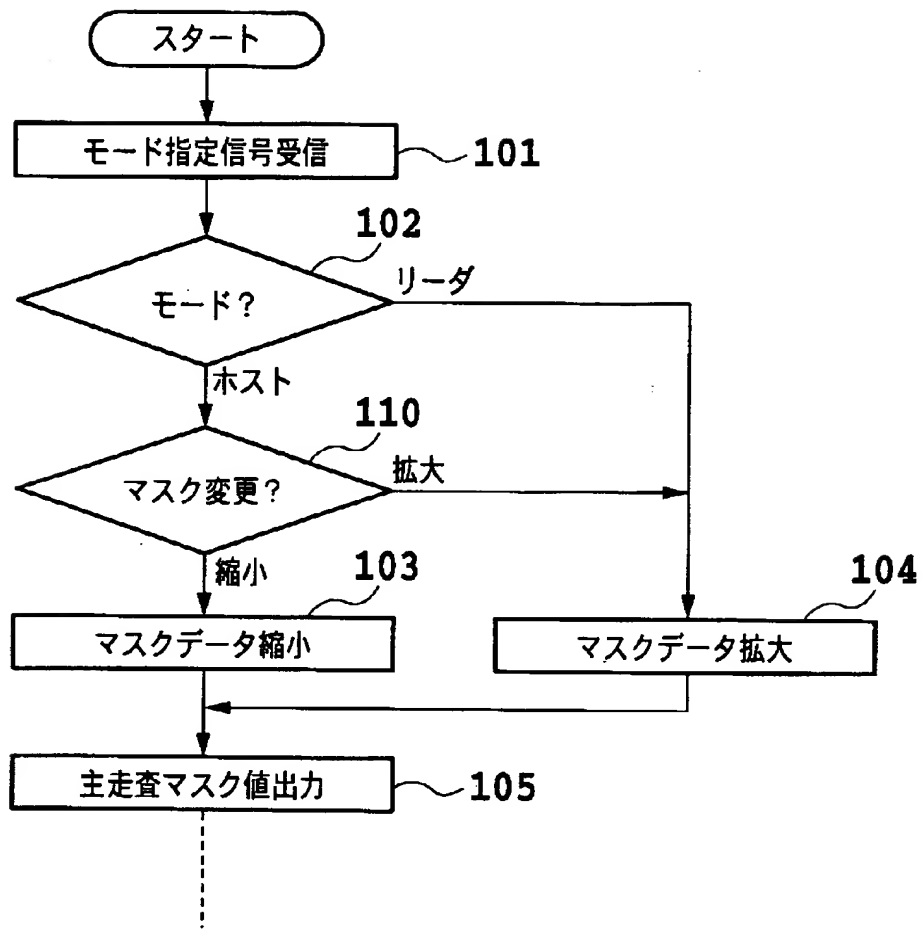 スタート
モード指定信号受信
101
102
モード?
リーダ
ホスト
110
マスク変更?
拡大
縮小
103
マスクデータ縮小
104
マスクデータ拡大
主走査マスク値出力
105